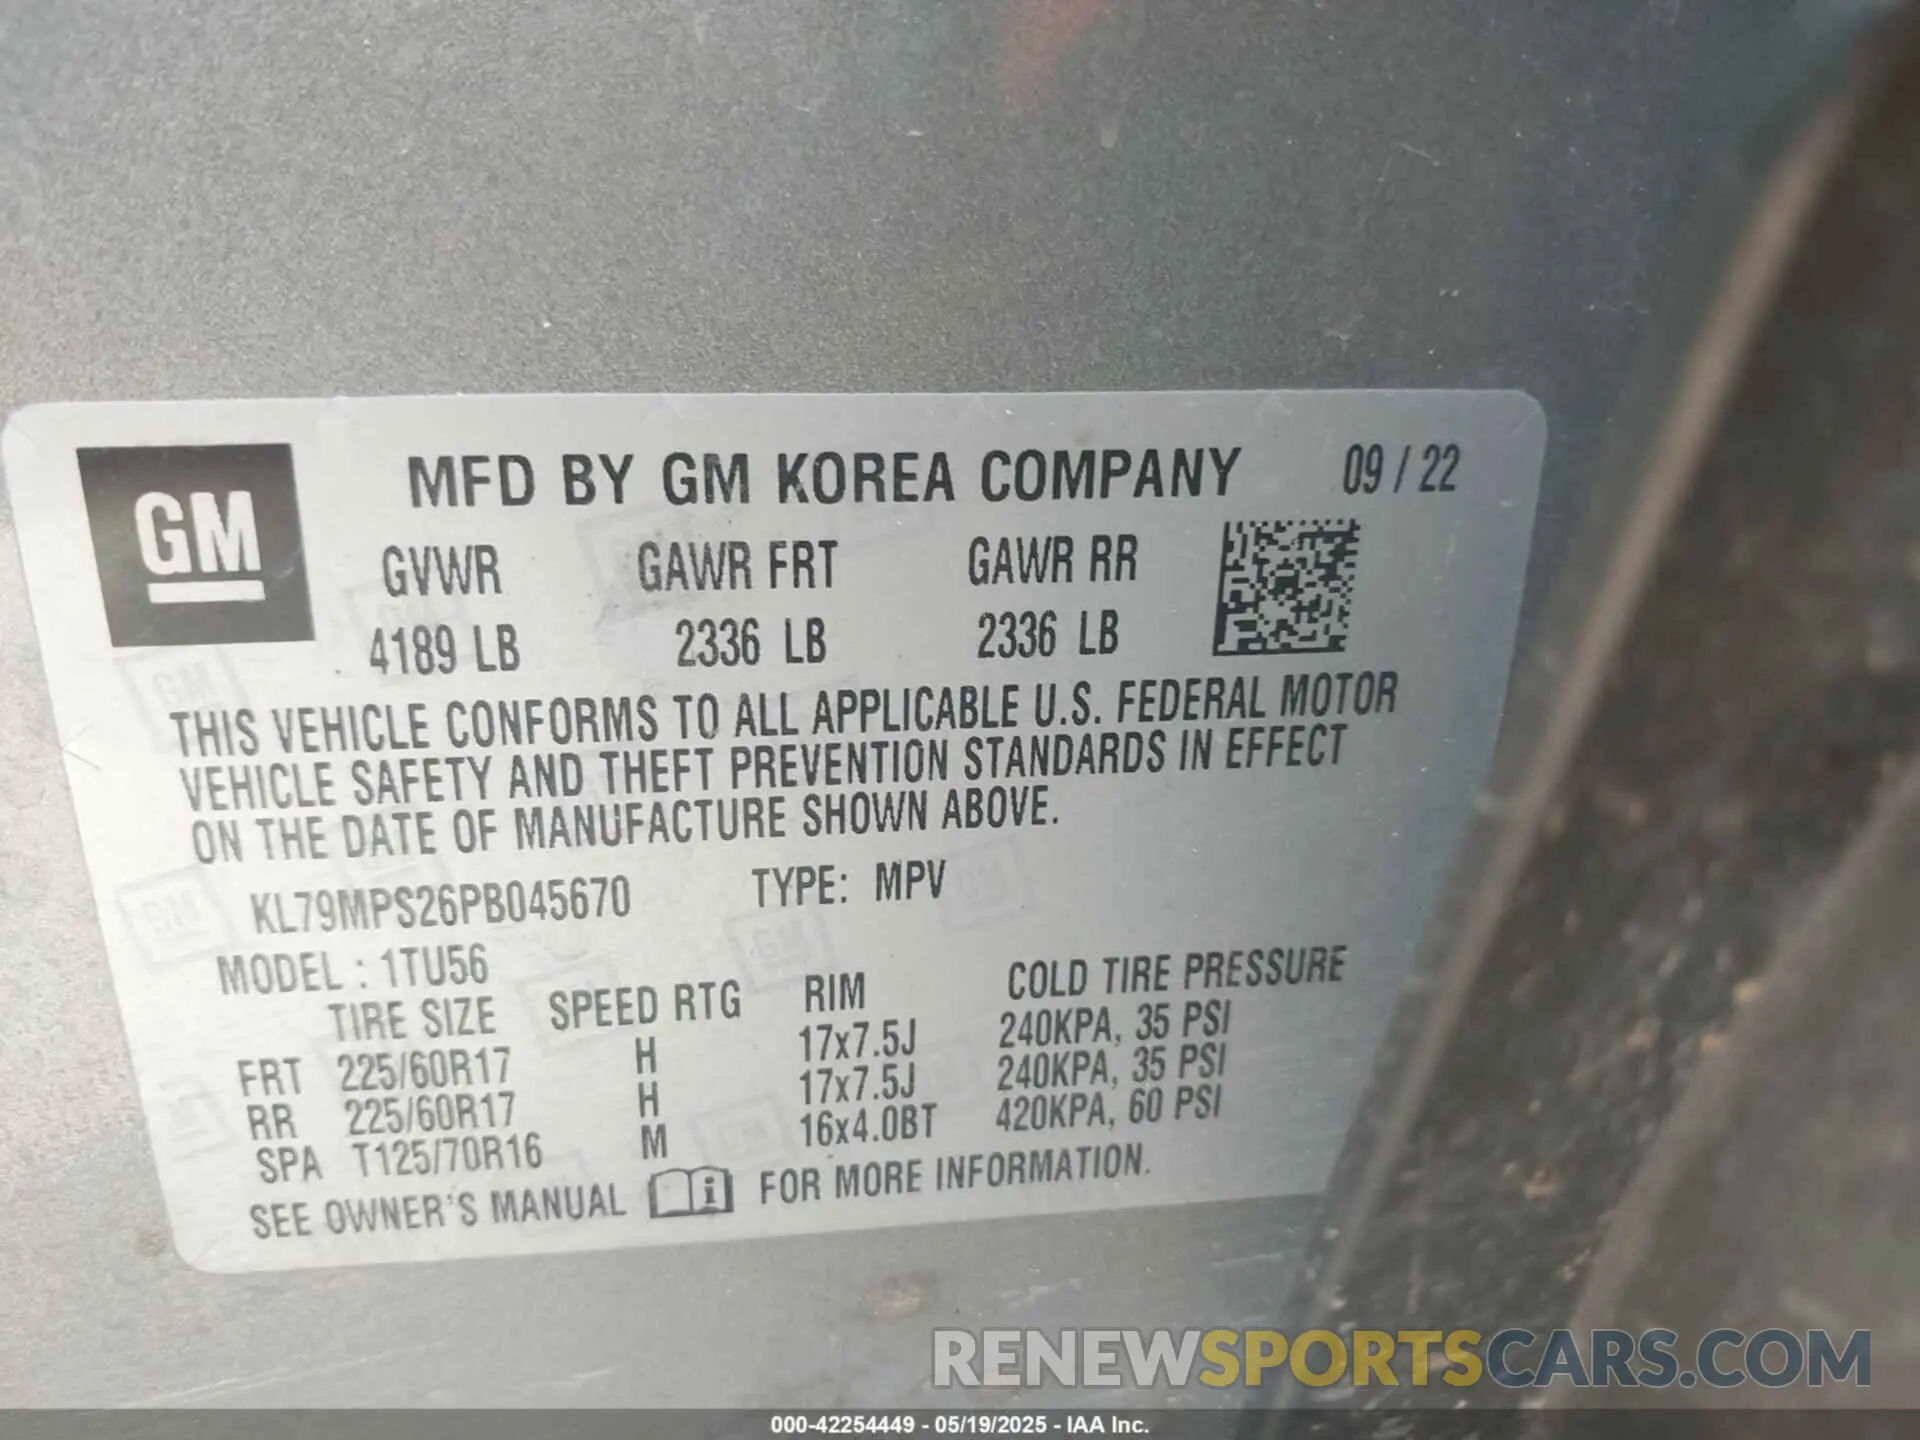 GM
MFD BY GM KOREA COMPANY 09 / 22
GVWR GAWR FRT GAWR RR
4189 LB 2336 LB 2336 LB
THIS VEHICLE CONFORMS TO ALL APPLICABLE U.S. FEDERAL MOTOR
VEHICLE SAFETY AND THEFT PREVENTION STANDARDS IN EFFECT
ON THE DATE OF MANUFACTURE SHOWN ABOVE.
KL79MPS26PB045670 TYPE: MPV
MODEL : 1TU56
TIRE SIZE SPEED RTG RIM COLD TIRE PRESSURE
FRT 225/60R17 H 17x7.5J 240KPA, 35 PSI
RR 225/60R17 H 17x7.5J 240KPA, 35 PSI
SPA T125/70R16 M 16x4.0BT 420KPA, 60 PSI
SEE OWNER'S MANUAL i FOR MORE INFORMATION.
RENEWSPORTSCARS.COM
000-42254449 - 05/19/2025 - IAA Inc.